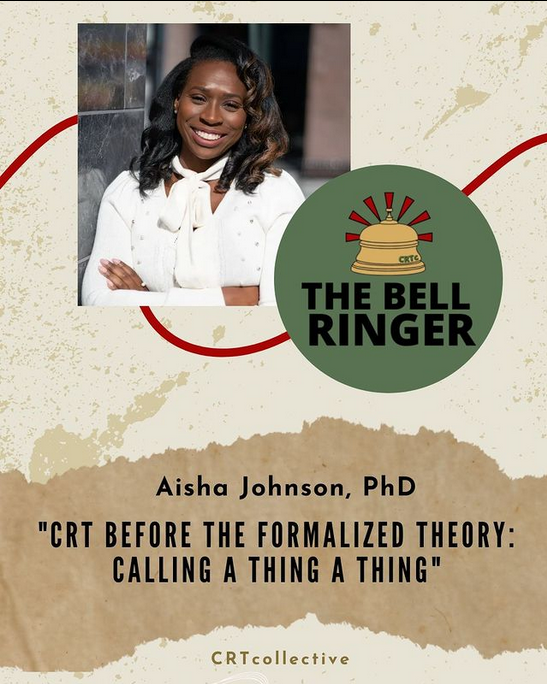 CRTC
THE BELL
RINGER
Aisha Johnson, PhD
"CRT BEFORE THE FORMALIZED THEORY:
CALLING A THING A THING"
CRTcollective